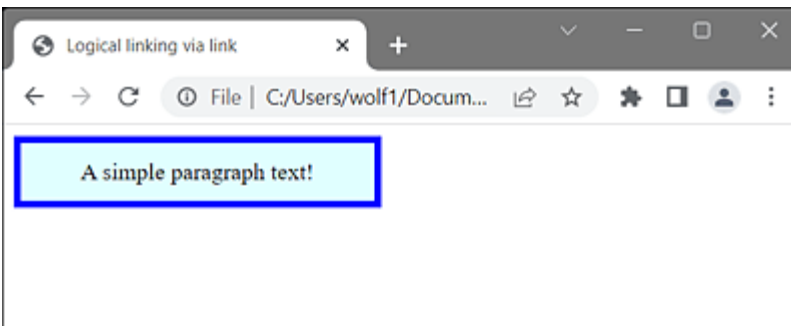 Logical linking via link
File | C:/Users/wolf1/Docum...
A simple paragraph text!